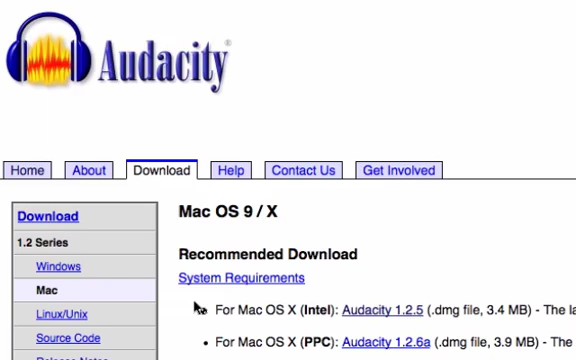 Audacity®
Home About Download Help Contact Us Get Involved
Download
1.2 Series
Windows
Mac
Linux/Unix
Source Code
Mac OS 9 / X
Recommended Download
System Requirements
For Mac OS X (Intel): Audacity 1.2.5 (.dmg file, 3.4 MB) - The
• For Mac OS X (PPC): Audacity 1.2.6a (.dmg file, 3.9 MB) - The